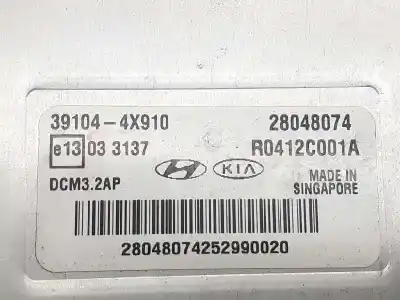 39104-4X910 28048074
e13 03 3137 KIA R0412C001A
DCM3.2AP MADE IN
SINGAPORE
28048074252990020